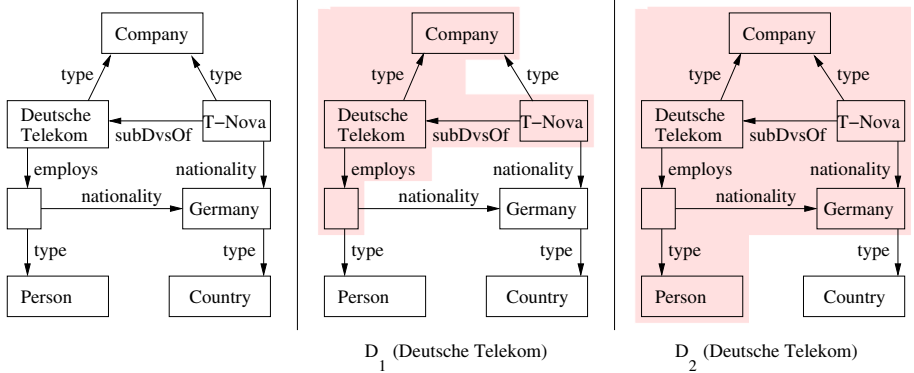 Company
type
type
Deutsche
Telekom
subDvsOf
T-Nova
employs
nationality
nationality
Germany
type
type
Person
Country
Company
type
type
Deutsche
Telekom
subDvsOf
T-Nova
employs
nationality
nationality
Germany
type
type
Person
Country
D1 (Deutsche Telekom)
Company
type
type
Deutsche
Telekom
subDvsOf
T-Nova
employs
nationality
nationality
Germany
type
type
Person
Country
D2 (Deutsche Telekom)